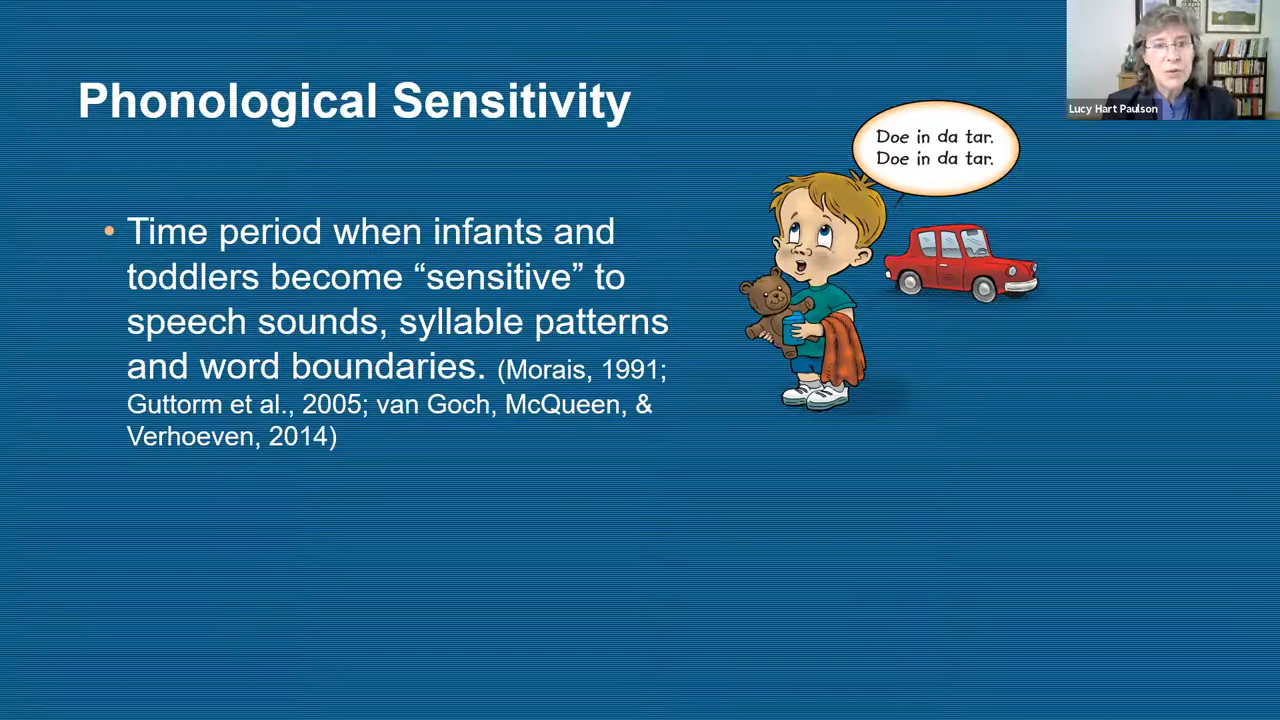 Phonological Sensitivity
• Time period when infants and
toddlers become “sensitive” to
speech sounds, syllable patterns
and word boundaries. (Morais, 1991;
Guttorm et al., 2005; van Goch, McQueen, &
Verhoeven, 2014)
Doe in da tar.
Doe in da tar.
Lucy Hart Paulson